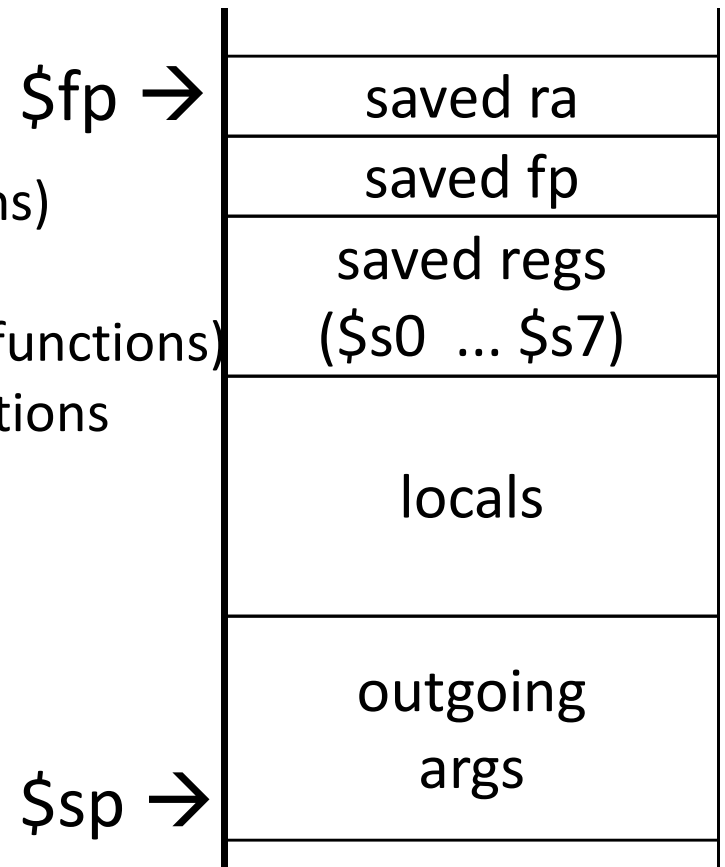 $fp → saved ra
saved fp
ns)
saved regs
($s0 ... $s7)
functions)
tions
locals
outgoing
args
$sp →